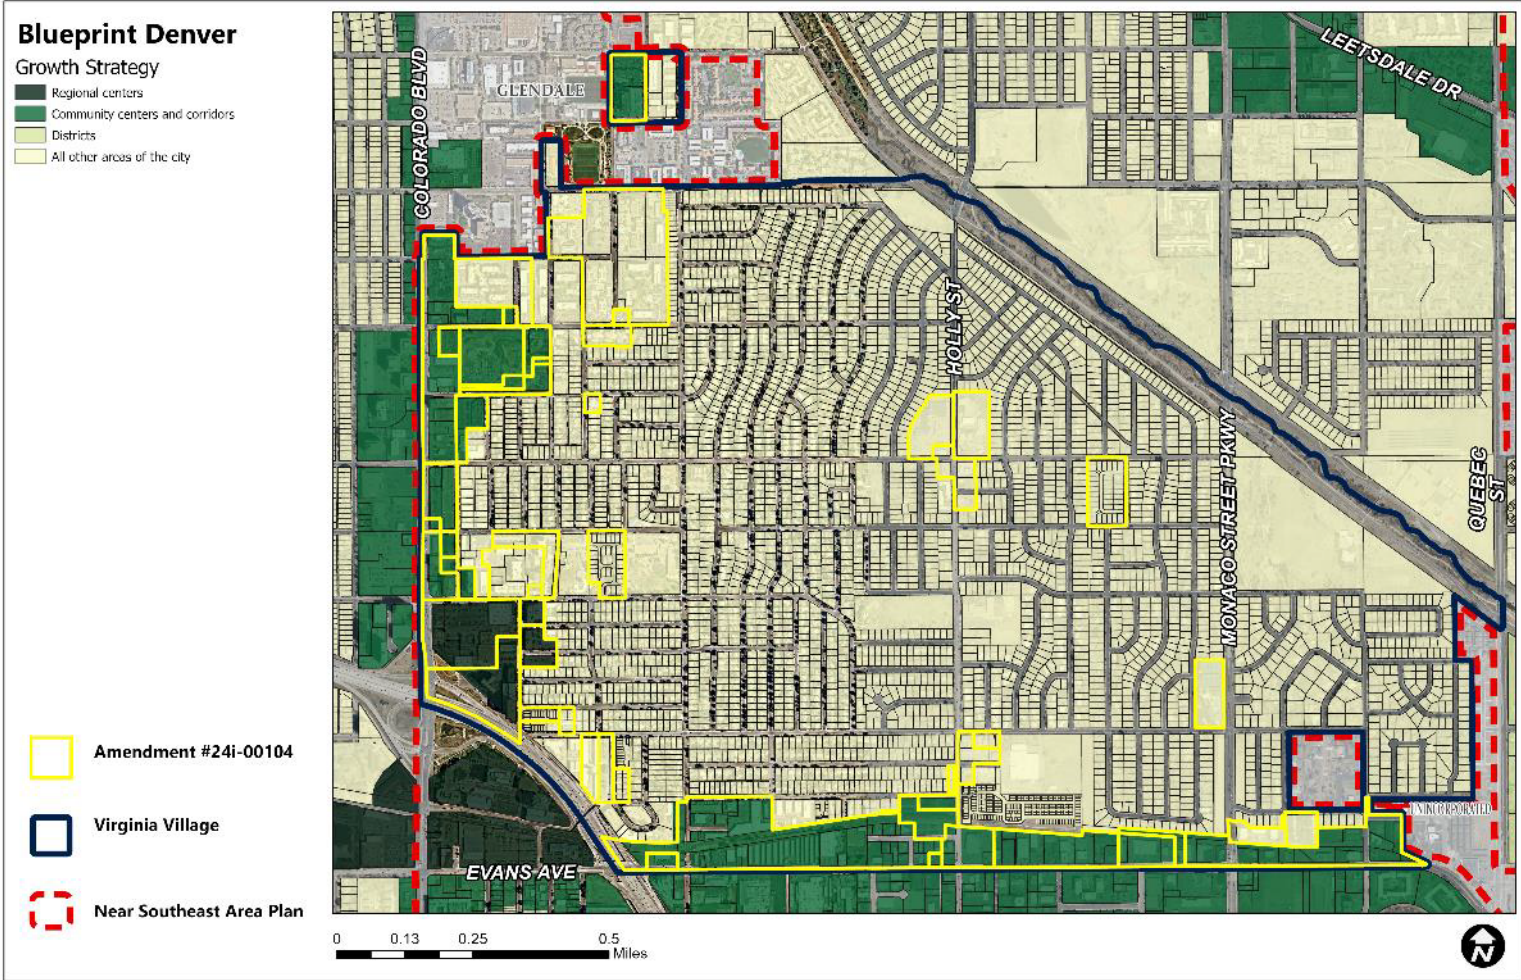 Blueprint Denver
Growth Strategy
Regional centers
Community centers and corridors
Districts
All other areas of the city
COLORADO BLVD
GLENDALE
LEETSDALE DR
HOLLY ST
MONACO STREET PKWY
QUEBEC
ST
Amendment #24i-00104
Virginia Village
UNINCORPORATED
EVANS AVE
Near Southeast Area Plan
0 0.13 0.25 0.5
Miles
N